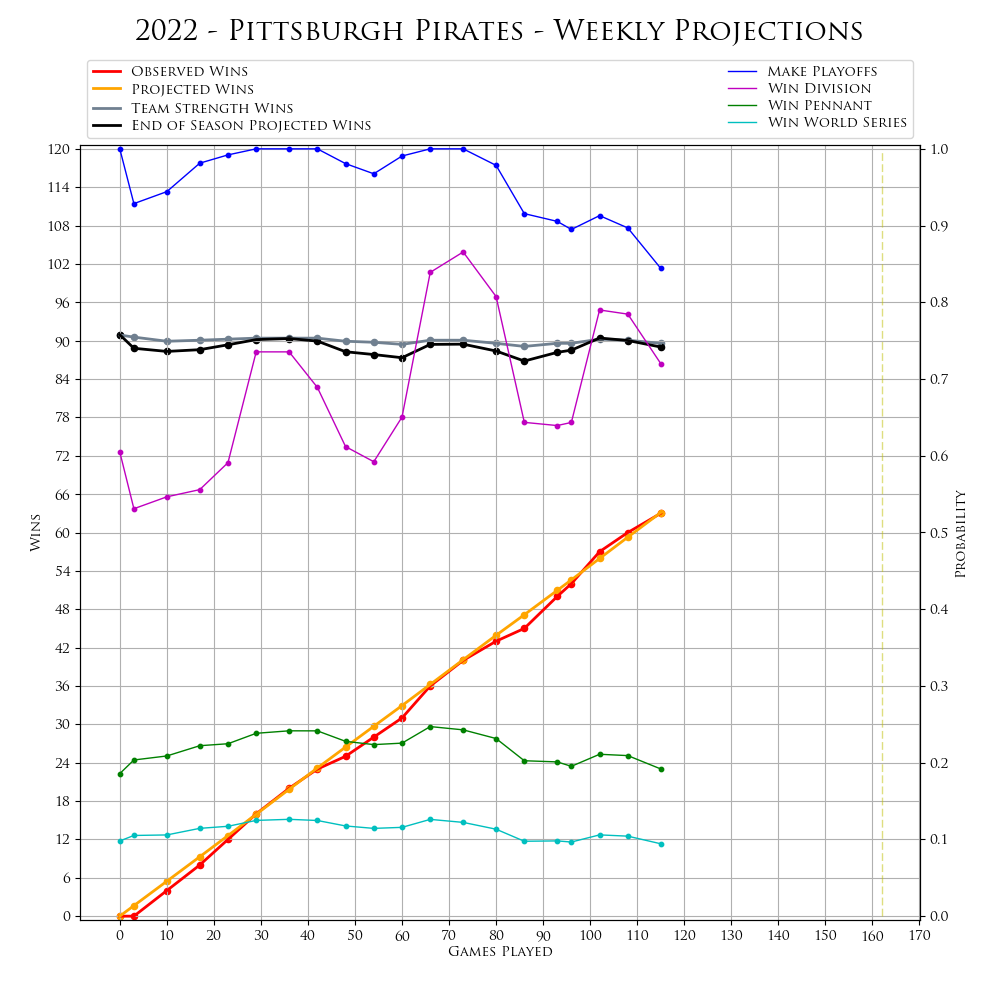 2022 - Pittsburgh Pirates - Weekly Projections
Observed Wins
Projected Wins
Team Strength Wins
End of Season Projected Wins
Make Playoffs
Win Division
Win Pennant
Win World Series
120
114
108
102
96
90
84
78
72
66
60
54
48
42
36
30
24
18
12
6
0
Wins
1.0
0.9
0.8
0.7
0.6
0.5
0.4
0.3
0.2
0.1
0.0
Probability
0 10 20 30 40 50 60 70 80 90 100 110 120 130 140 150 160 170
Games Played